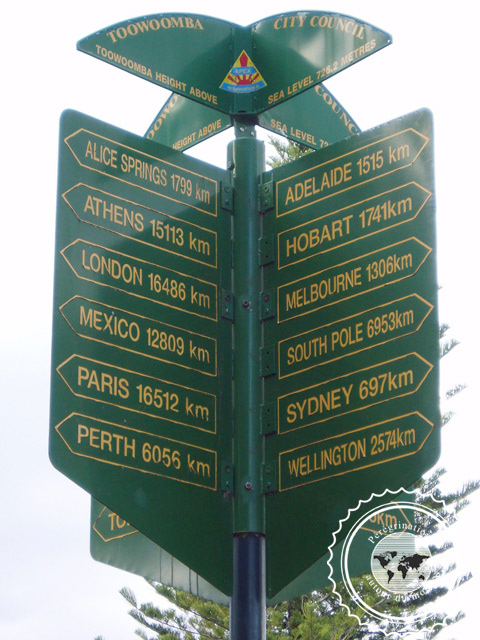 TOOWOOMBA CITY COUNCIL
TOOWOOMBA HEIGHT ABOVE SEA LEVEL 726.2 METRES
APEX
HEIGHT ABOVE SEA LEVEL
ALICE SPRINGS 1799 km
ATHENS 15113 km
LONDON 16486 km
MEXICO 12809 km
PARIS 16512 km
PERTH 6056 km
ADELAIDE 1515 km
HOBART 1741km
MELBOURNE 1306km
SOUTH POLE 6953km
SYDNEY 697km
WELLINGTON 2574km